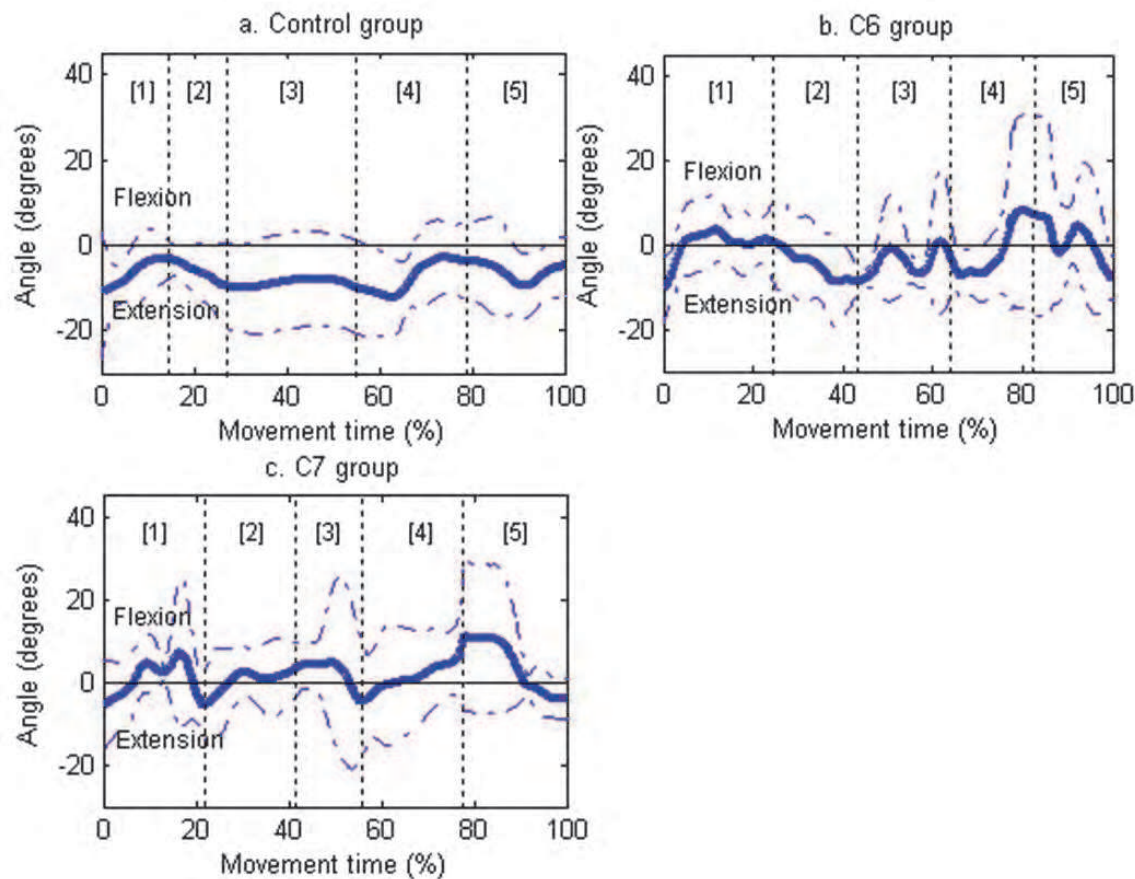 a. Control group
40
20
0
-20
Angle (degrees)
[1] [2] [3] [4] [5]
Flexion
Extension
0 20 40 60 80 100
Movement time (%)
b. C6 group
40
20
0
-20
Angle (degrees)
[1] [2] [3] [4] [5]
Flexion
Extension
0 20 40 60 80 100
Movement time (%)
c. C7 group
40
20
0
-20
Angle (degrees)
[1] [2] [3] [4] [5]
Flexion
Extension
0 20 40 60 80 100
Movement time (%)